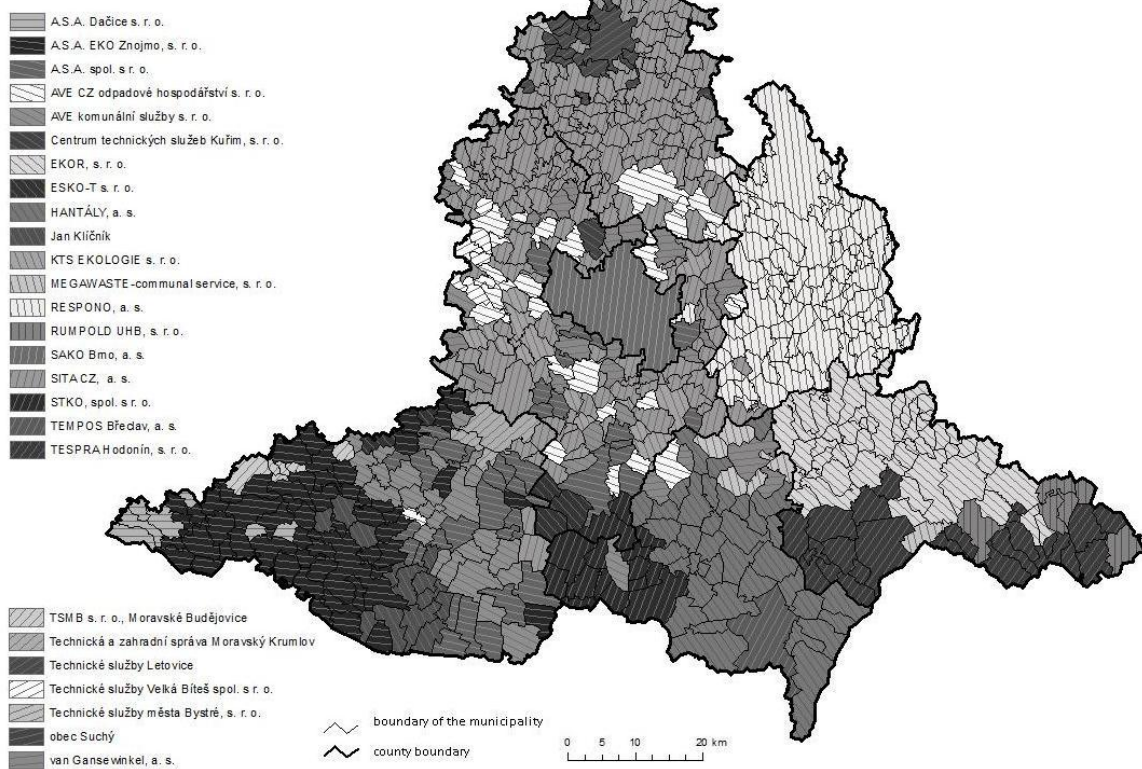 A.S.A. Dačice s. r. o.
A.S.A. EKO Znojmo, s. r. o.
A.S.A. spol. s r. o.
AVE CZ odpadové hospodářství s. r. o.
AVE komunální služby s. r. o.
Centrum technických služeb Kuřim, s. r. o.
EKOR, s. r. o.
ESKO-T s. r. o.
HANTÁLY, a. s.
Jan Klíčník
KTS EKOLOGIE s. r. o.
MEGAWASTE-communal service, s. r. o.
RESPONO, a. s.
RUMPOLD UHB, s. r. o.
SAKO Brno, a. s.
SITA CZ, a. s.
STKO, spol. s r. o.
TEMPOS Břeclav, a. s.
TESPRA Hodonín, s. r. o.
TSMB s. r. o., Moravské Budějovice
Technická a zahradní správa Moravský Krumlov
Technické služby Letovice
Technické služby Velká Bíteš spol. s r. o.
Technické služby města Bystré, s. r. o.
obec Suchý
van Gansewinkel, a. s.
boundary of the municipality
county boundary
0 5 10 20 km